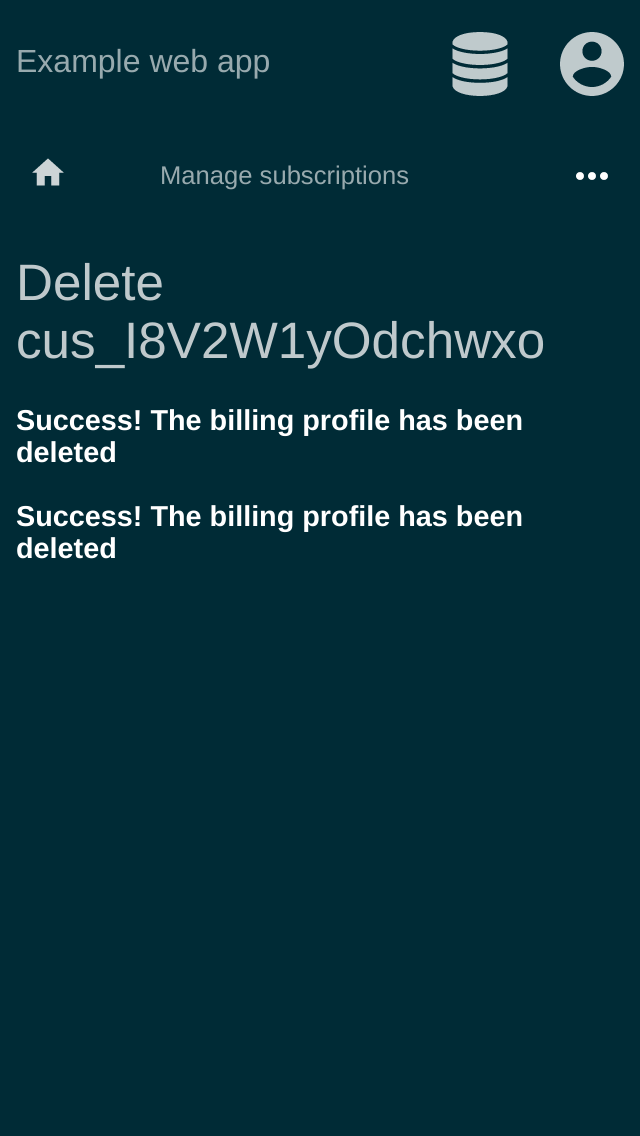 Example web app
Manage subscriptions
Delete
cus_I8V2W1yOdchwxo
Success! The billing profile has been
deleted
Success! The billing profile has been
deleted